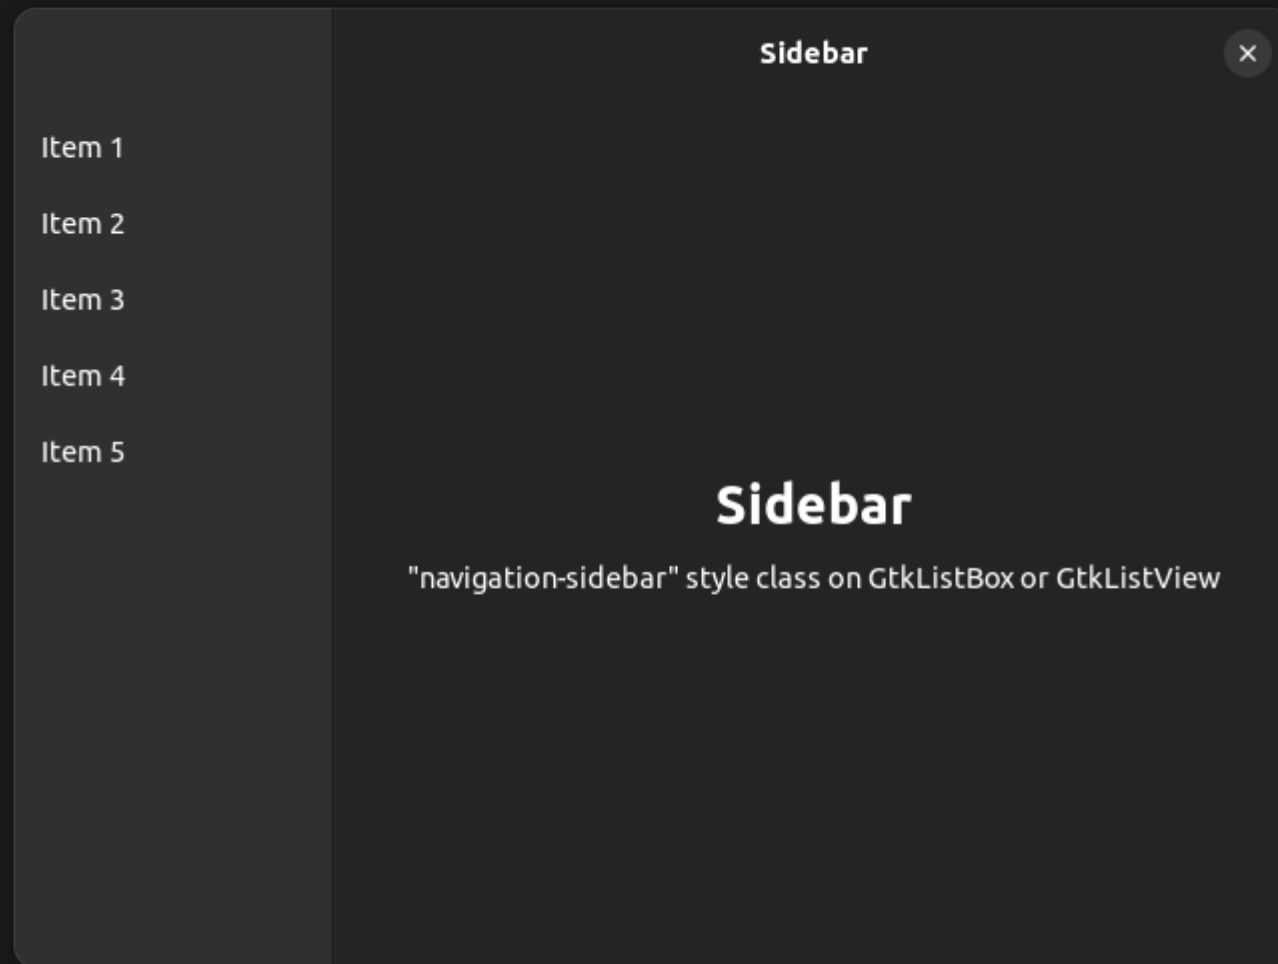 Sidebar
Item 1
Item 2
Item 3
Item 4
Item 5
Sidebar
"navigation-sidebar" style class on GtkListBox or GtkListView